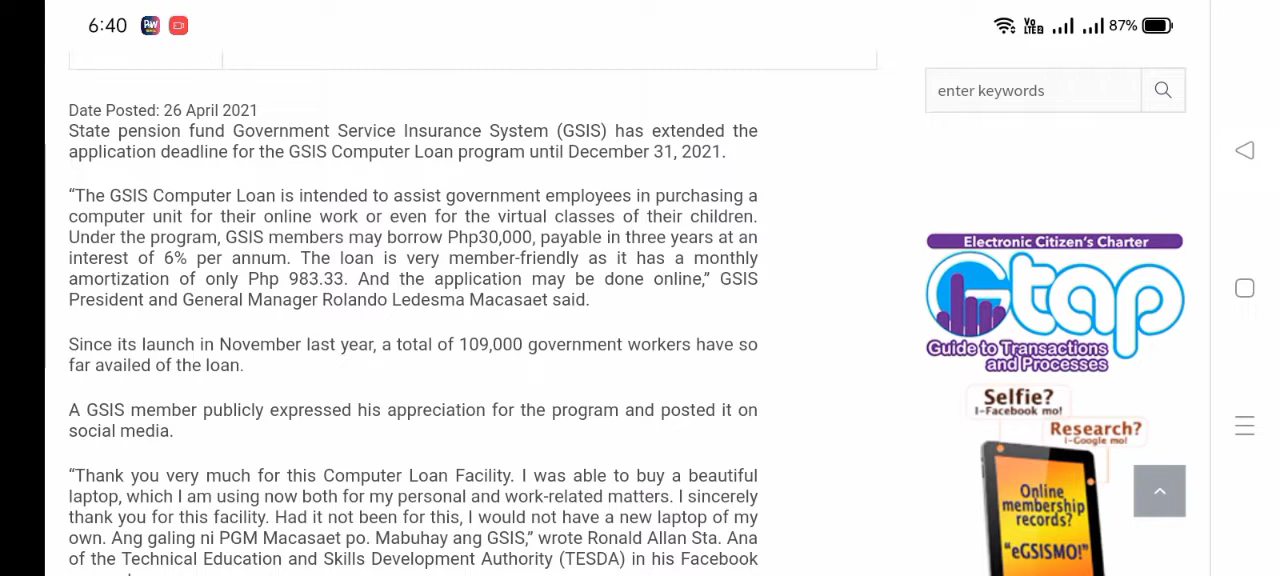 6:40
Vo
LTE 2
87%
enter keywords
Date Posted: 26 April 2021
State pension fund Government Service Insurance System (GSIS) has extended the
application deadline for the GSIS Computer Loan program until December 31, 2021.
“The GSIS Computer Loan is intended to assist government employees in purchasing a
computer unit for their online work or even for the virtual classes of their children.
Under the program, GSIS members may borrow Php30,000, payable in three years at an
interest of 6% per annum. The loan is very member-friendly as it has a monthly
amortization of only Php 983.33. And the application may be done online,” GSIS
President and General Manager Rolando Ledesma Macasaet said.
Since its launch in November last year, a total of 109,000 government workers have so
far availed of the loan.
A GSIS member publicly expressed his appreciation for the program and posted it on
social media.
“Thank you very much for this Computer Loan Facility. I was able to buy a beautiful
laptop, which I am using now both for my personal and work-related matters. I sincerely
thank you for this facility. Had it not been for this, I would not have a new laptop of my
own. Ang galing ni PGM Macasaet po. Mabuhay ang GSIS,” wrote Ronald Allan Sta. Ana
of the Technical Education and Skills Development Authority (TESDA) in his Facebook
Electronic Citizen's Charter
Gtap
Guide to Transactions
and Processes
Selfie?
I-Facebook mo!
Research?
I-Google mo!
Online
membership
records?
“eGSISMO!”